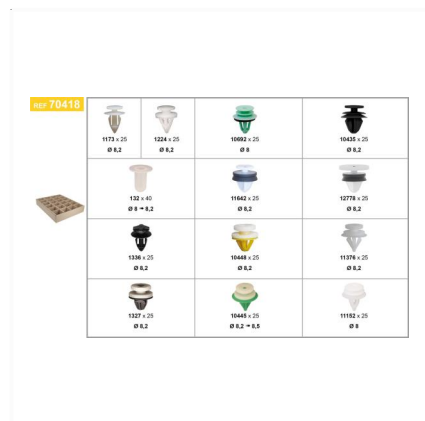 REF 70418
1173 x 25
Ø 8,2
1224 x 25
Ø 8,2
10692 x 25
Ø 8
10435 x 25
Ø 8,2
132 x 40
Ø 8 → 8,2
11642 x 25
Ø 8,2
12778 x 25
Ø 8,2
1336 x 25
Ø 8,2
10448 x 25
Ø 8,2
11376 x 25
Ø 8,2
1327 x 25
Ø 8,2
10445 x 25
Ø 8,2 → 8,5
11152 x 25
Ø 8